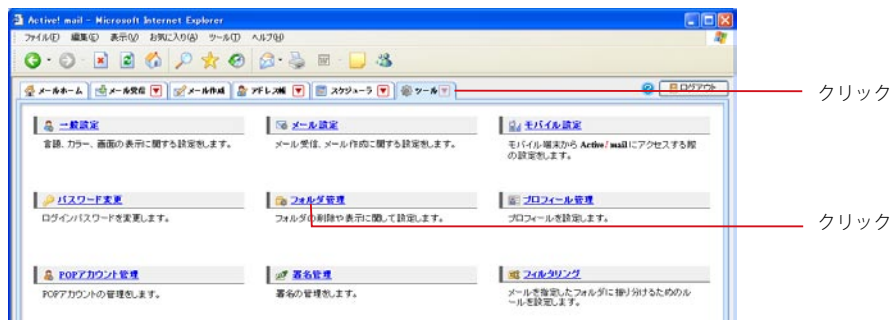 Active! mail - Microsoft Internet Explorer
ファイル(F) 編集(E) 表示(V) お気に入り(A) ツール(T) ヘルプ(H)
メールホーム メール受信 メール作成 アドレス帳 スケジューラ ツール ログアウト クリック
一般設定 メール設定 モバイル設定
言語、カラー、画面の表示に関する設定をします。 メール受信、メール作成に関する設定をします。 モバイル端末から Active! mail にアクセスする際
の設定をします。
パスワード変更 フォルダ管理 プロフィール管理
ログインパスワードを変更します。 フォルダの削除や表示に関して設定します。 プロフィールを設定します。 クリック
POPアカウント管理 署名管理 フィルタリング
POPアカウントの管理をします。 署名の管理をします。 メールを指定したフォルダに振り分けるためのル
ールを設定します。